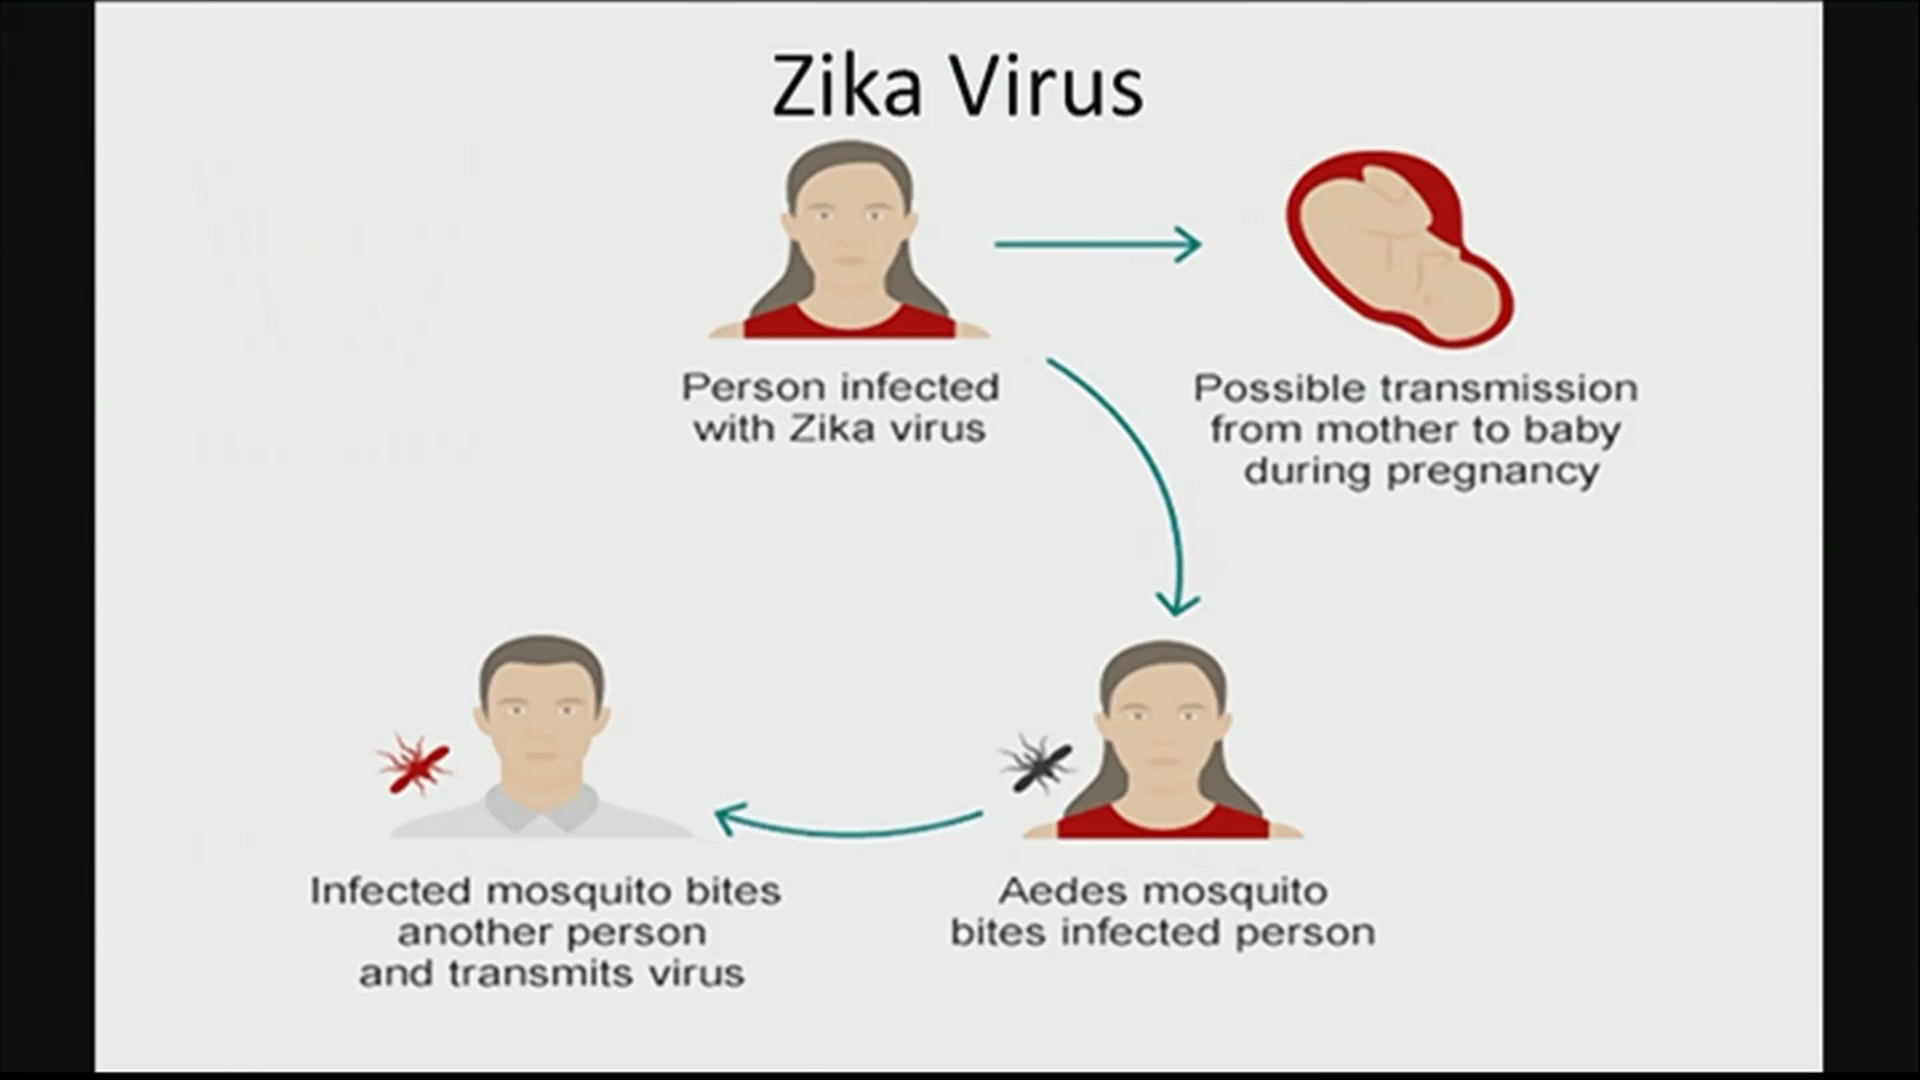 Zika Virus
Person infected
with Zika virus
Possible transmission
from mother to baby
during pregnancy
Infected mosquito bites
another person
and transmits virus
Aedes mosquito
bites infected person